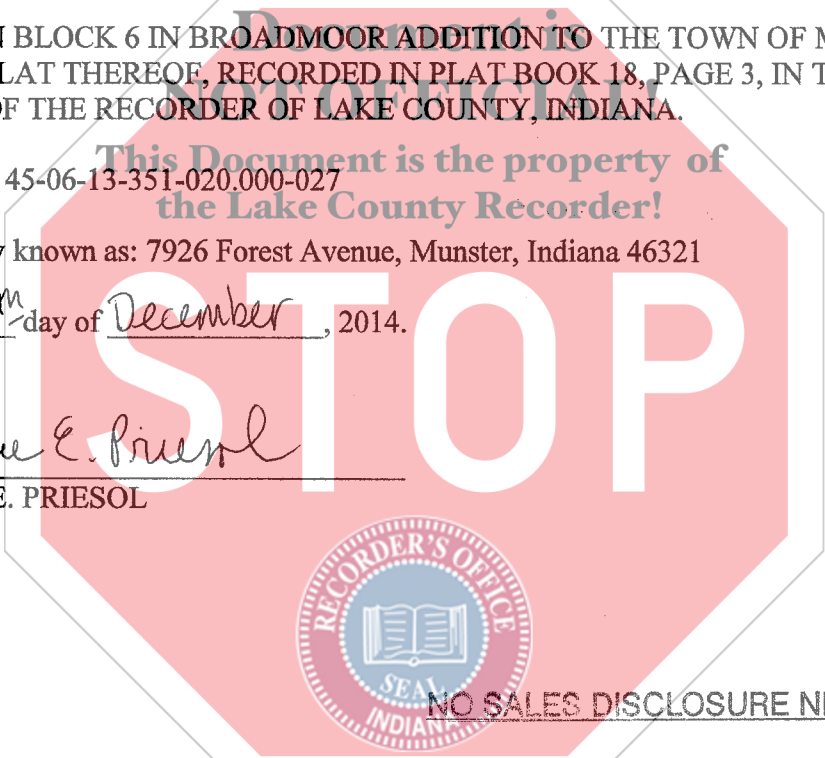 Document is
BLOCK 6 IN BROADMOOR ADDITION TO THE TOWN OF M
LAT THEREOF, RECORDED IN PLAT BOOK 18, PAGE 3, IN T
NOT OFFICIAL!
OF THE RECORDER OF LAKE COUNTY, INDIANA.
This Document is the property of
45-06-13-351-020.000-027
the Lake County Recorder!
known as: 7926 Forest Avenue, Munster, Indiana 46321
day of December, 2014.
STOP
E. Priesol
E. PRIESOL
RECORDER'S OFFICE
SEAL
INDIANA
NO SALES DISCLOSURE NE